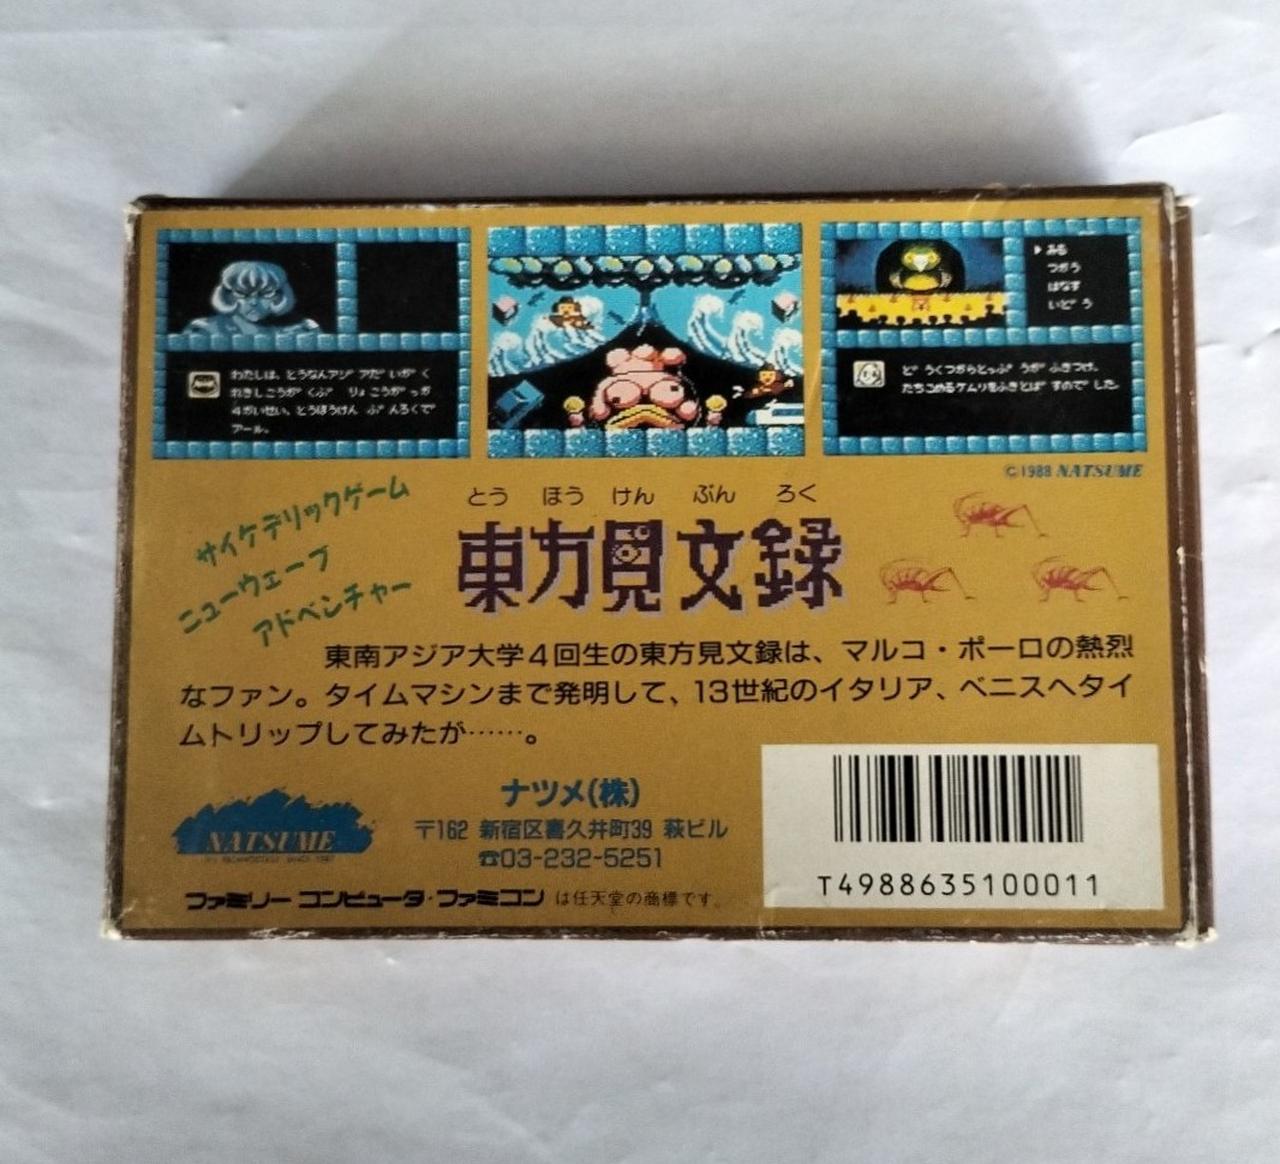 わたしは、とうなんアジアだいがく
れきしこうがくぶ りょこうがっか
4かいせい、とうほうけんぶんろくで
アール。
▶みる
つかう
はなす
いどう
どうくつからとっぷうがふきつけ、
たちこめるケムリをふきとばすのでした。
©1988 NATSUME
サイケデリックゲーム
ニューウェーブ
アドベンチャー
とう ほう けん ぶん ろく
東方見文録
東南アジア大学4回生の東方見文録は、マルコ・ポーロの熱烈
なファン。タイムマシンまで発明して、13世紀のイタリア、ベニスへタイ
ムトリップしてみたが……。
NATSUME
ナツメ(株)
〒162 新宿区喜久井町39 萩ビル
☎03-232-5251
ファミリーコンピュータ・ファミコン は任天堂の商標です。
T4988635100011